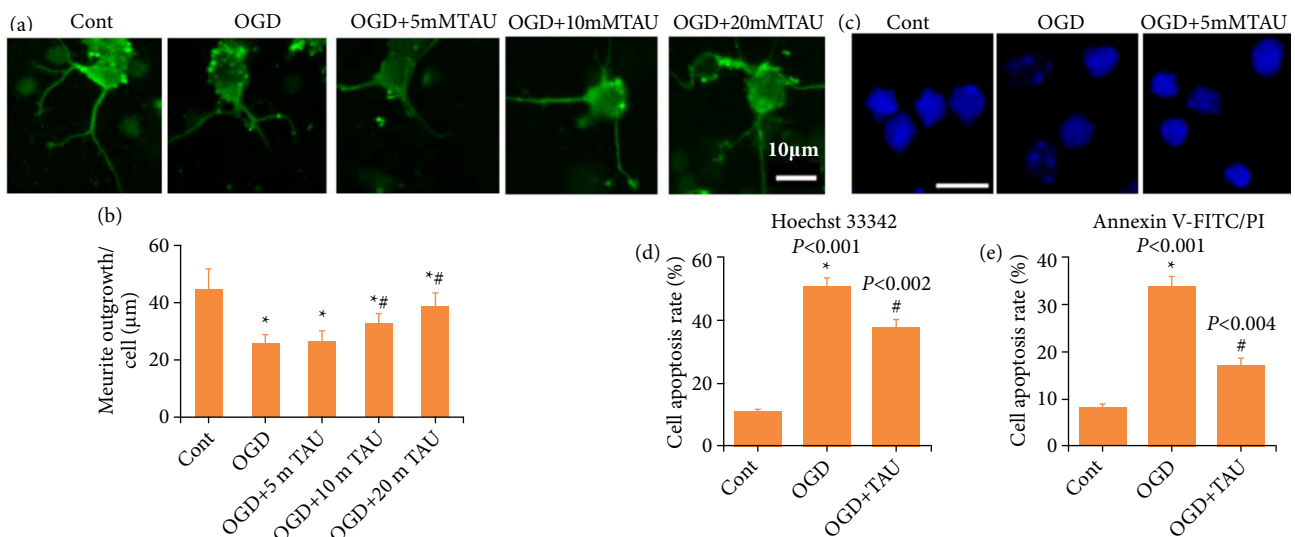 (a)
Cont
OGD
OGD+5mMTAU
OGD+10mMTAU
OGD+20mMTAU
10µm
(c)
Cont
OGD
OGD+5mMTAU
(b)
Meurite outgrowth/
cell (µm)
60
40
20
0
*
*
*#
*#
Cont
OGD
OGD+5 m TAU
OGD+10 m TAU
OGD+20 m TAU
(d)
Hoechst 33342
P<0.001
*
P<0.002
#
Cell apoptosis rate (%)
60
40
20
0
Cont
OGD
OGD+TAU
(e)
Annexin V-FITC/PI
P<0.001
*
P<0.004
#
Cell apoptosis rate (%)
40
30
20
10
0
Cont
OGD
OGD+TAU